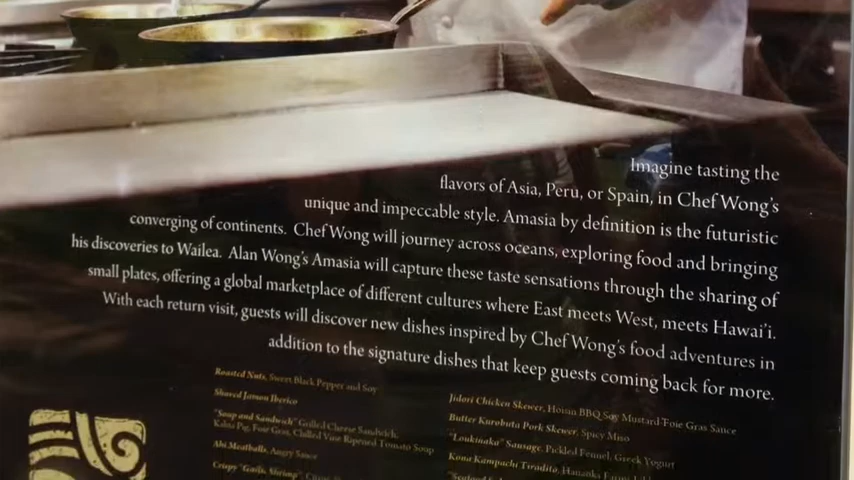 Imagine tasting the
flavors of Asia, Peru, or Spain, in Chef Wong's
unique and impeccable style. Amasia by definition is the futuristic
converging of continents. Chef Wong will journey across oceans, exploring food and bringing
his discoveries to Wailea. Alan Wong's Amasia will capture these taste sensations through the sharing of
small plates, offering a global marketplace of different cultures where East meets West, meets Hawai'i.
With each return visit, guests will discover new dishes inspired by Chef Wong's food adventures in
addition to the signature dishes that keep guests coming back for more.
Roasted Nuts, Sweet Black Pepper and Soy
Shared Jamon Iberico
"Soup and Sandwich" Grilled Cheese Sandwich,
Kalua Pig, Foie Gras, Chilled Vine Ripened Tomato Soup
Ahi Meatballs, Angry Sauce
Crispy "Garlic Shrimp"
Jidori Chicken Skewer, Hoisin BBQ, Soy Mustard Foie Gras Sauce
Butter Kurobuta Pork Skewer, Spicy Miso
"Loukinaka" Sausage, Pickled Fennel, Greek Yogurt
Kona Kampachi Tiradito,